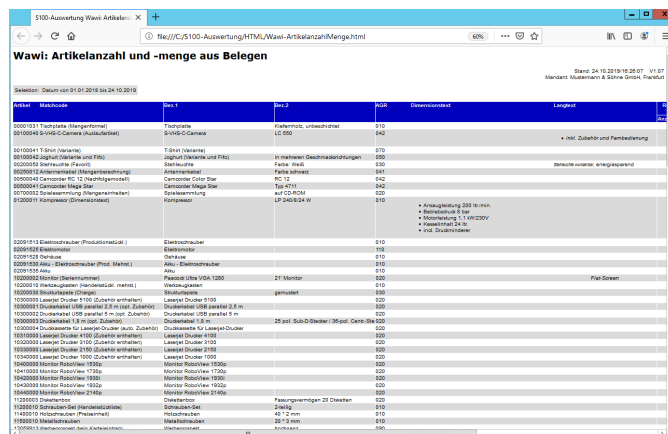 S100-Auswertung Wawi: Artikelanz
file:///C:/S100-Auswertung/HTML/Wawi-ArtikelanzahlMenge.html
60%
Wawi: Artikelanzahl und -menge aus Belegen
Stand: 24.10.2019/16:26:07 V1.07
Mandant: Mustermann & Söhne GmbH, Frankfurt
Selektion: Datum von 01.01.2018 bis 24.10.2019
Artikel Matchcode Bez.1 Bez.2 AGR Dimensionstext Langtext
00001031 Tischplatte (Mengenformel) Tischplatte Kiefernholz, unbeschichtet 010
00100040 S-VHS-C-Camera (Auslaufartikel) S-VHS-C-Camera LC 550 042
• inkl. Zubehör und Fernbedienung
00100041 T-Shirt (Variante) T-Shirt (Variante) 070
00100042 Joghurt (Variante und Fifo) Joghurt (Variante und Fifo) in mehreren Geschmacksrichtungen 050
00200050 Stehleuchte (Favorit) Stehleuchte Farbe: Weiß 030 energiesparend
00250012 Antennenkabel (Mengenberechnung) Antennenkabel Farbe schwarz 041
00500040 Camcorder RC 12 (Nachfolgemodell) Camcorder Color Star RC 12 042
00500041 Camcorder Mega Star Camcorder Mega Star Typ 4711 042
00700002 Spielesammlung (Mengeneinheiten) Spielesammlung auf CD-ROM 020
01200011 Kompressor (Dimensionstext) Kompressor LP 240/8/24 W 010
• Ansaugleistung 200 ltr/min.
• Betriebsdruck 8 bar
• Motorleistung 1.1 kW/230V
• Kesselinhalt 24 ltr.
• incl. Druckminderer
02091513 Elektroschrauber (Produktionsstückl.) Elektroschrauber 010
02091525 Elektromotor Elektromotor 110
02091528 Gehäuse Gehäuse 010
02091530 Akku - Elektroschrauber (Prod. Mehrst.) Akku - Elektroschrauber 010
02091535 Akku Akku 010
10200002 Monitor (Seriennummer) Peacock Ultra VGA 1280 21' Monitor 020 Flat-Screen
10200010 Werkzeugkasten (Handelsstückl. mehrst.) Werkzeugkasten 010
10200030 Strukturtapete (Charge) Strukturtapete gemustert 030
10300000 Laserjet Drucker 5100 (Zubehör enthalten) Laserjet Drucker 5100 020
10300001 Druckerkabel USB parallel 2,5 m (opt. Zubehör) Druckerkabel USB parallel 2,5 m 020
10300002 Druckerkabel USB parallel 5 m (opt. Zubehör) Druckerkabel USB parallel 5 m 020
10300003 Druckerkabel 1,8 m (opt. Zubehör) Druckerkabel 1,8 m 25 pol. Sub-D-Stecker / 36-pol. Centr-Ste 020
10300004 Druckkassette für Laserjet-Drucker (auto. Zubehör) Druckkassette für Laserjet-Drucker 020
10310000 Laserjet Drucker 4100 (Zubehör enthalten) Laserjet Drucker 4100 020
10320000 Laserjet Drucker 3100 (Zubehör enthalten) Laserjet Drucker 3100 020
10330000 Laserjet Drucker 2150 (Zubehör enthalten) Laserjet Drucker 2150 020
10340000 Laserjet Drucker 1000 (Zubehör enthalten) Laserjet Drucker 1000 020
10400000 Monitor RoboView 1530p Monitor RoboView 1530p 020
10410000 Monitor RoboView 1730p Monitor RoboView 1730p 020
10420000 Monitor RoboView 1930i Monitor RoboView 1930i 020
10430000 Monitor RoboView 1932p Monitor RoboView 1932p 020
10440000 Monitor RoboView 2140p Monitor RoboView 2140p 020
11200003 Diskettenbox Diskettenbox Fassungsvermögen 20 Disketten 020
11200010 Schrauben-Set (Handelsstückliste) Schrauben-Set 2-teilig 010
11400010 Holzschrauben (Preiseinheit) Holzschrauben 40 * 2 mm 010
11500010 Metallschrauben Metallschrauben 20 * 3 mm 010